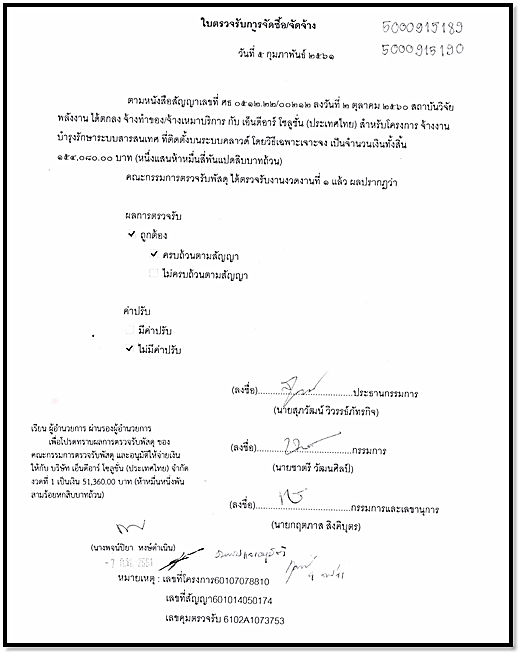 ใบตรวจรับการจัดซื้อ/จัดจ้าง
5000915189
5000915190
วันที่ ๕ กุมภาพันธ์ ๒๕๖๑
ตามหนังสือสัญญาเลขที่ ศธ ๐๕๑๒.๒๒/๐๐๒๑๒ ลงวันที่ ๒ ตุลาคม ๒๕๖๐ สถาบันวิจัย
พลังงาน ได้ตกลง จ้างทำของ/จ้างเหมาบริการ กับ เอ็นดีอาร์ โซลูชั่น (ประเทศไทย) สำหรับโครงการ จ้างงาน
บำรุงรักษาระบบสารสนเทศ ที่ติดตั้งบนระบบคลาวด์ โดยวิธีเฉพาะเจาะจง เป็นจำนวนเงินทั้งสิ้น
๑๕๔,๐๘๐.๐๐ บาท (หนึ่งแสนห้าหมื่นสี่พันแปดสิบบาทถ้วน)
คณะกรรมการตรวจรับพัสดุ ได้ตรวจรับงานงวดงานที่ ๑ แล้ว ผลปรากฏว่า
ผลการตรวจรับ
✓ ถูกต้อง
✓ ครบถ้วนตามสัญญา
ไม่ครบถ้วนตามสัญญา
ค่าปรับ
มีค่าปรับ
✓ ไม่มีค่าปรับ
(ลงชื่อ)..............................ประธานกรรมการ
(นายสุภวัฒน์ วิวรรธ์ภัทรกิจ)
เรียน ผู้อำนวยการ ผ่านรองผู้อำนวยการ
เพื่อโปรดทราบผลการตรวจรับพัสดุ ของ
คณะกรรมการตรวจรับพัสดุ และอนุมัติให้จ่ายเงิน
ให้กับ บริษัท เอ็นดีอาร์ โซลูชั่น (ประเทศไทย) จำกัด
งวดที่ 1 เป็นเงิน 51,360.00 บาท (ห้าหมื่นหนึ่งพัน
สามร้อยหกสิบบาทถ้วน)
(ลงชื่อ)..............................กรรมการ
(นายชาตรี วัฒนศิลป์)
(ลงชื่อ)..............................กรรมการและเลขานุการ
(นายกฤตภาส สิงคิบุตร)
(นางพจน์ปิยา หงษ์ดำเนิน)
-7 ก.พ. 2561
หมายเหตุ : เลขที่โครงการ60107078810
เลขที่สัญญา601014050174
เลขคุมตรวจรับ 6102A1073753